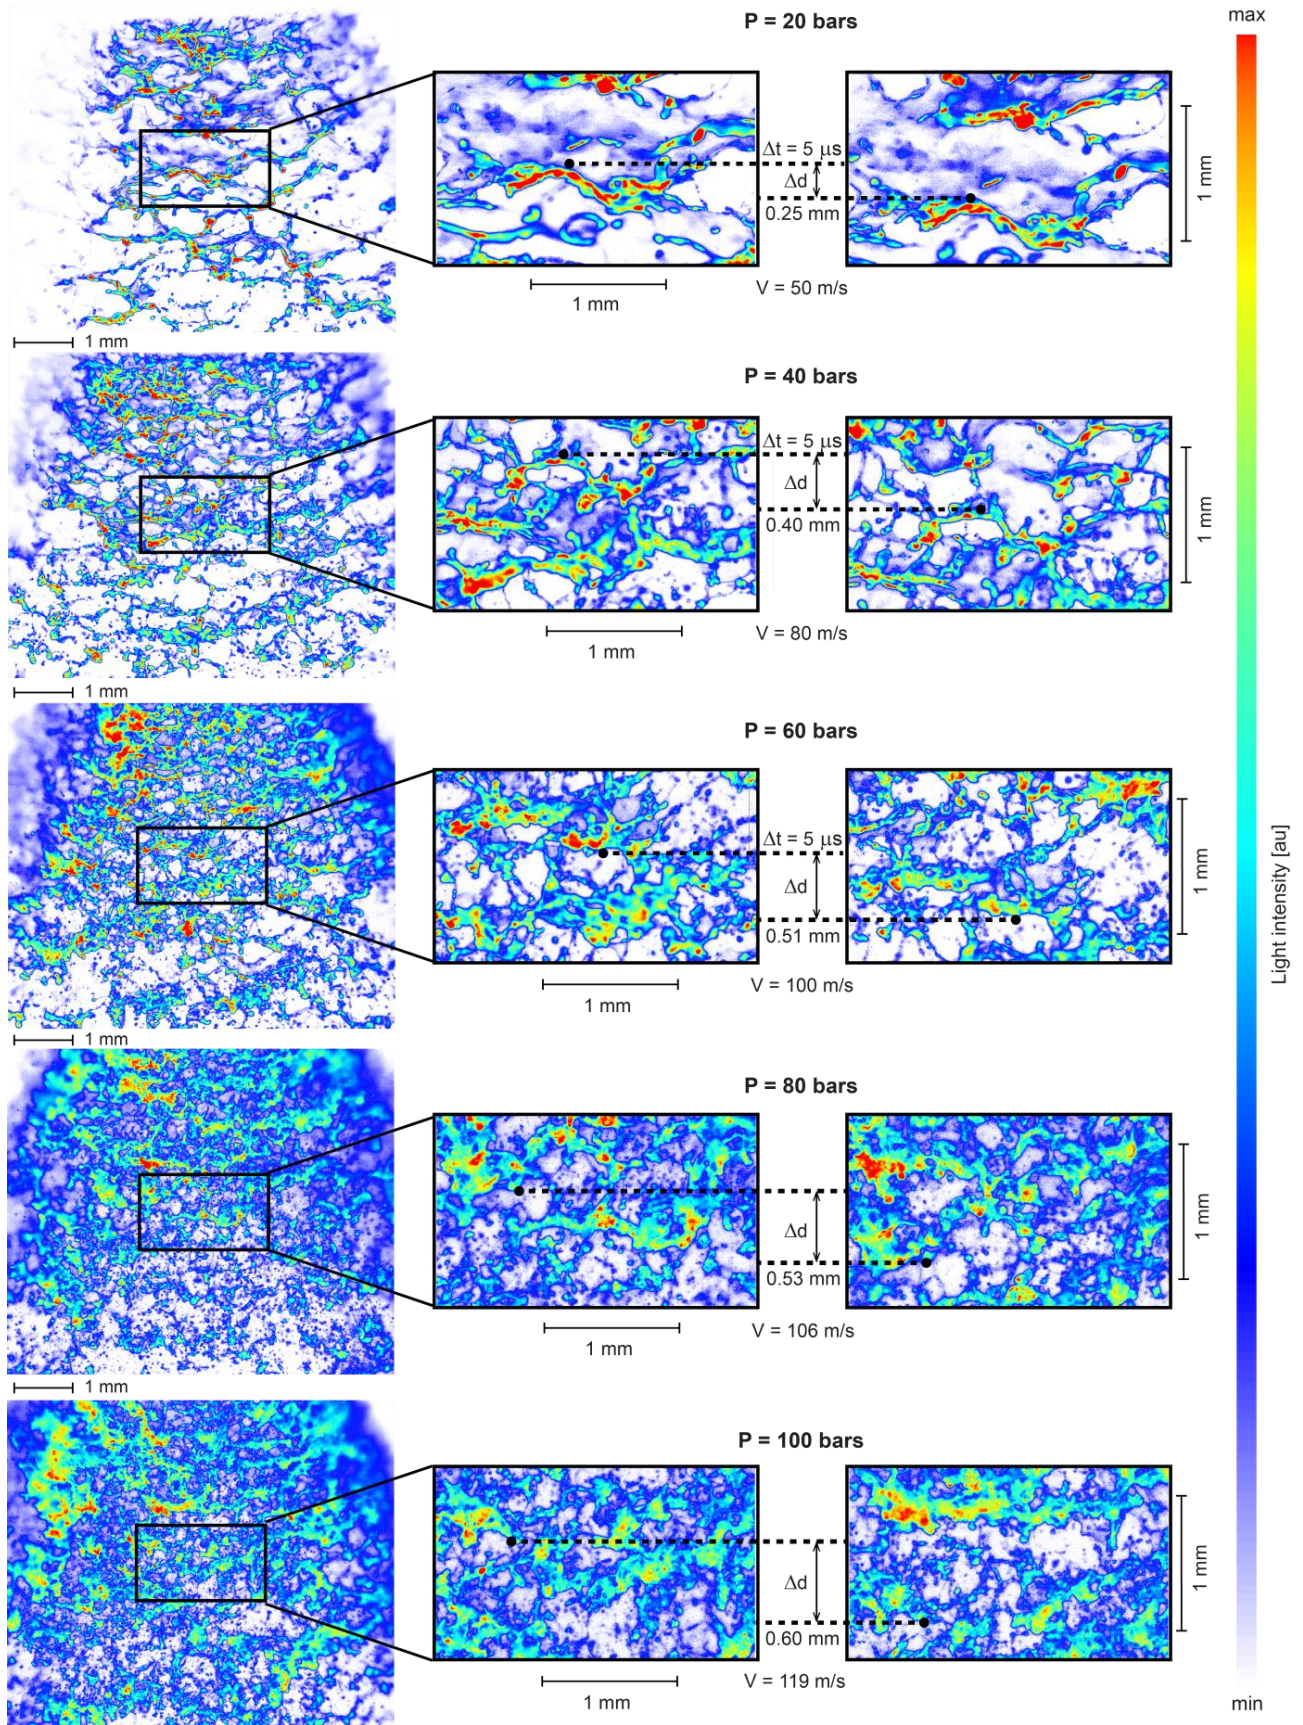 P = 20 bars
max
Δt = 5 μs
Δd
0.25 mm
1 mm
1 mm
V = 50 m/s
1 mm
P = 40 bars
Δt = 5 μs
Δd
0.40 mm
1 mm
1 mm
V = 80 m/s
1 mm
P = 60 bars
Δt = 5 μs
Δd
0.51 mm
1 mm
1 mm
V = 100 m/s
1 mm
Light intensity [au]
P = 80 bars
Δd
0.53 mm
1 mm
1 mm
V = 106 m/s
1 mm
P = 100 bars
Δd
0.60 mm
1 mm
1 mm
V = 119 m/s
min